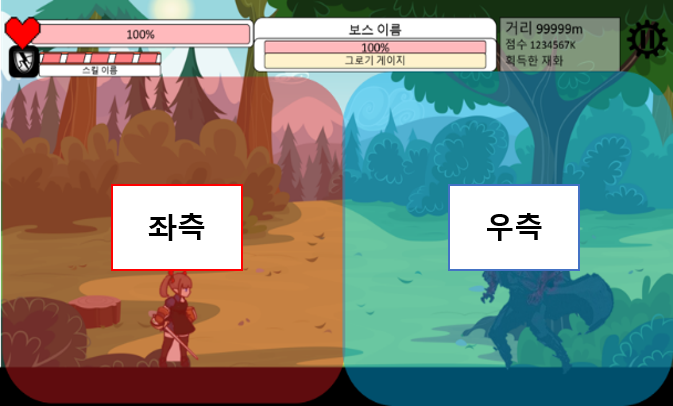 100%
스킬 이름
보스 이름
100%
그로기 게이지
거리 99999m
점수 1234567K
획득한 재화
좌측
우측